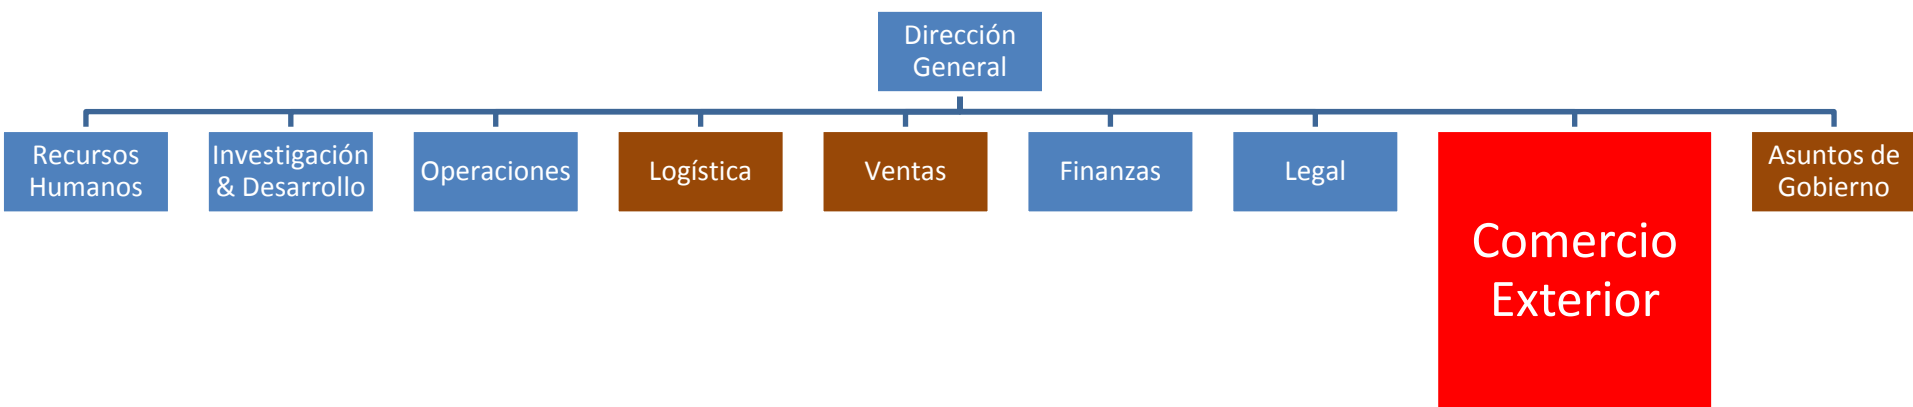 Dirección
General
Recursos
Humanos
Investigación
& Desarrollo
Operaciones
Logística
Ventas
Finanzas
Legal
Comercio
Exterior
Asuntos de
Gobierno